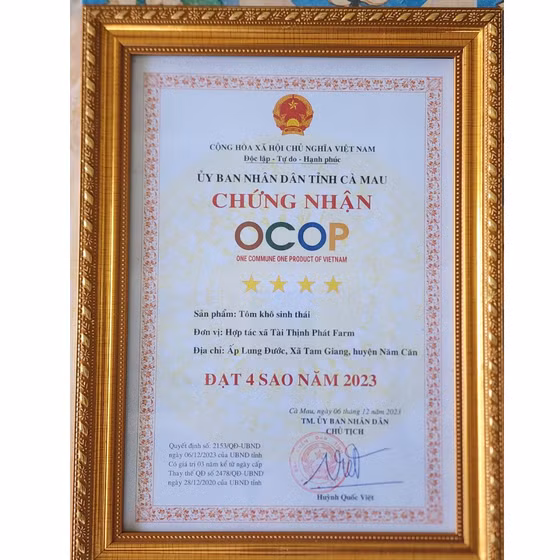 CỘNG HÒA XÃ HỘI CHỦ NGHĨA VIỆT NAM
Độc lập - Tự do - Hạnh phúc
ỦY BAN NHÂN DÂN TỈNH CÀ MAU
CHỨNG NHẬN
OCOP
ONE COMMUNE ONE PRODUCT OF VIETNAM
Sản phẩm: Tôm khô sinh thái
Đơn vị: Hợp tác xã Tài Thịnh Phát Farm
Địa chỉ: Ấp Lung Đước, Xã Tam Giang, huyện Năm Căn
ĐẠT 4 SAO NĂM 2023
Cà Mau, ngày 06 tháng 12 năm 2023
TM. ỦY BAN NHÂN DÂN
CHỦ TỊCH
Huỳnh Quốc Việt
Quyết định số: 2153/QĐ-UBND
ngày 06/12/2023 của UBND tỉnh
Có giá trị 03 năm kể từ ngày cấp
Thay thế QĐ số 2478/QĐ-UBND
ngày 28/12/2020 của UBND tỉnh